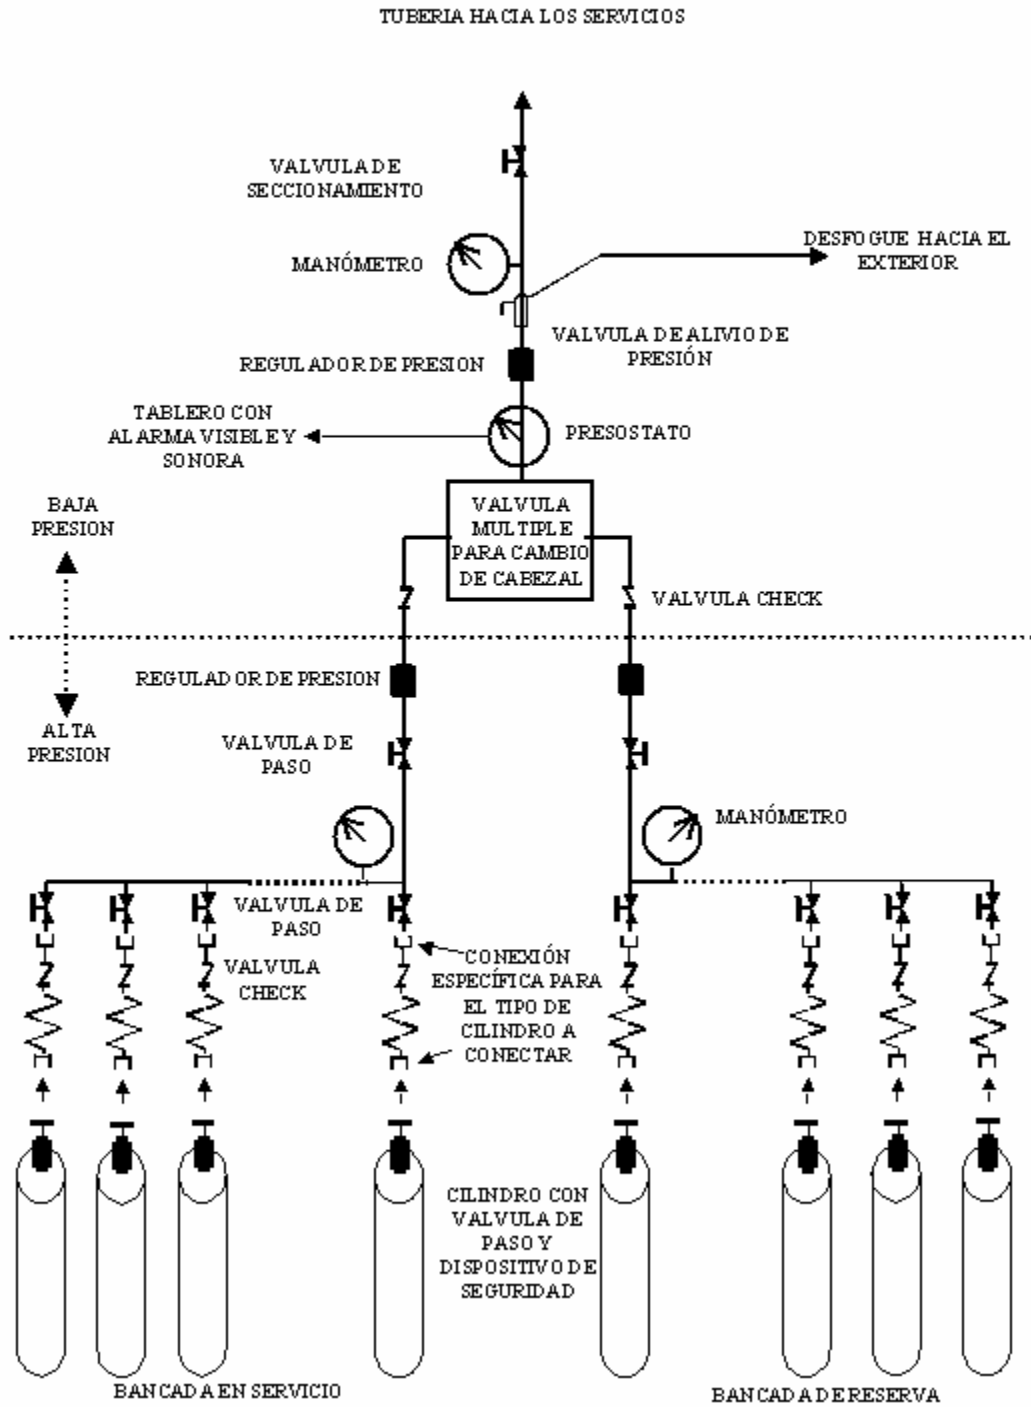 TUBERIA HACIA LOS SERVICIOS
VALVULA DE
SECCIONAMIENTO
MANÓMETRO
DESFOGUE HACIA EL
EXTERIOR
VALVULA DE ALIVIO DE
PRESIÓN
REGULADOR DE PRESION
TABLERO CON
ALARMA VISIBLE Y
SONORA
PRESOSTATO
BAJA
PRESION
VALVULA
MULTIPLE
PARA CAMBIO
DE CABEZAL
VALVULA CHECK
REGULADOR DE PRESION
ALTA
PRESION
VALVULA DE
PASO
MANÓMETRO
VALVULA DE
PASO
VALVULA
CHECK
CONEXIÓN
ESPECÍFICA PARA
EL TIPO DE
CILINDRO A
CONECTAR
CILINDRO CON
VALVULA DE
PASO Y
DISPOSITIVO DE
SEGURIDAD
BANCADA EN SERVICIO
BANCADA DE RESERVA